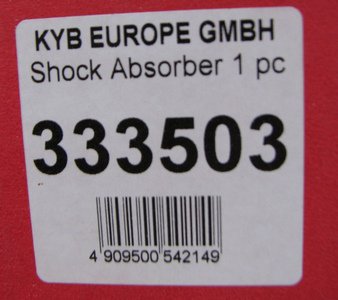 KYB EUROPE GMBH
Shock Absorber 1 pc
333503
4 909500 542149